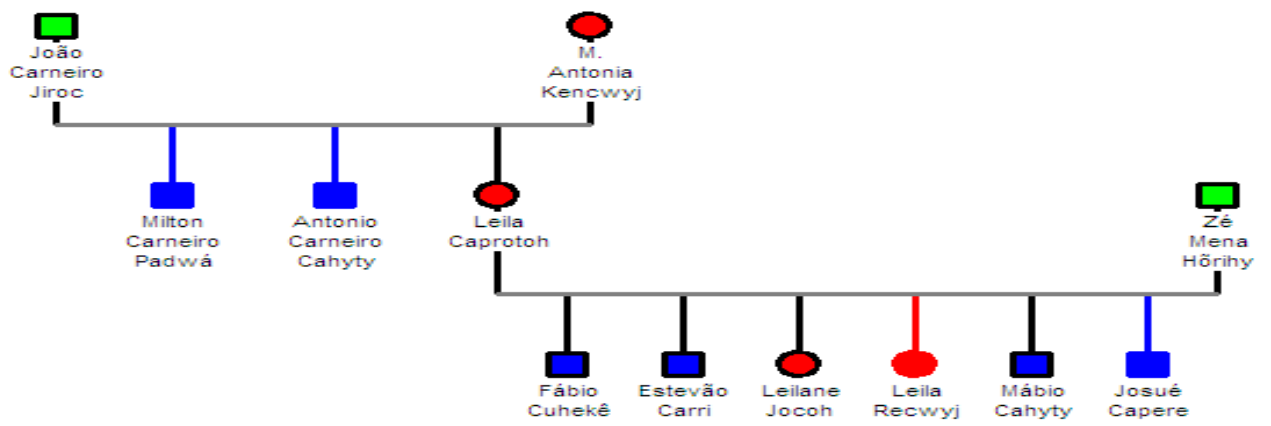 João
Carneiro
Jiroc
M.
Antonia
Kencwyj
Milton
Carneiro
Padwá
Antonio
Carneiro
Cahyty
Leila
Caprotoh
Zé
Mena
Hõrihy
Fábio
Cuhekê
Estevão
Carri
Leilane
Jocoh
Leila
Recwyj
Mábio
Cahyty
Josué
Capere